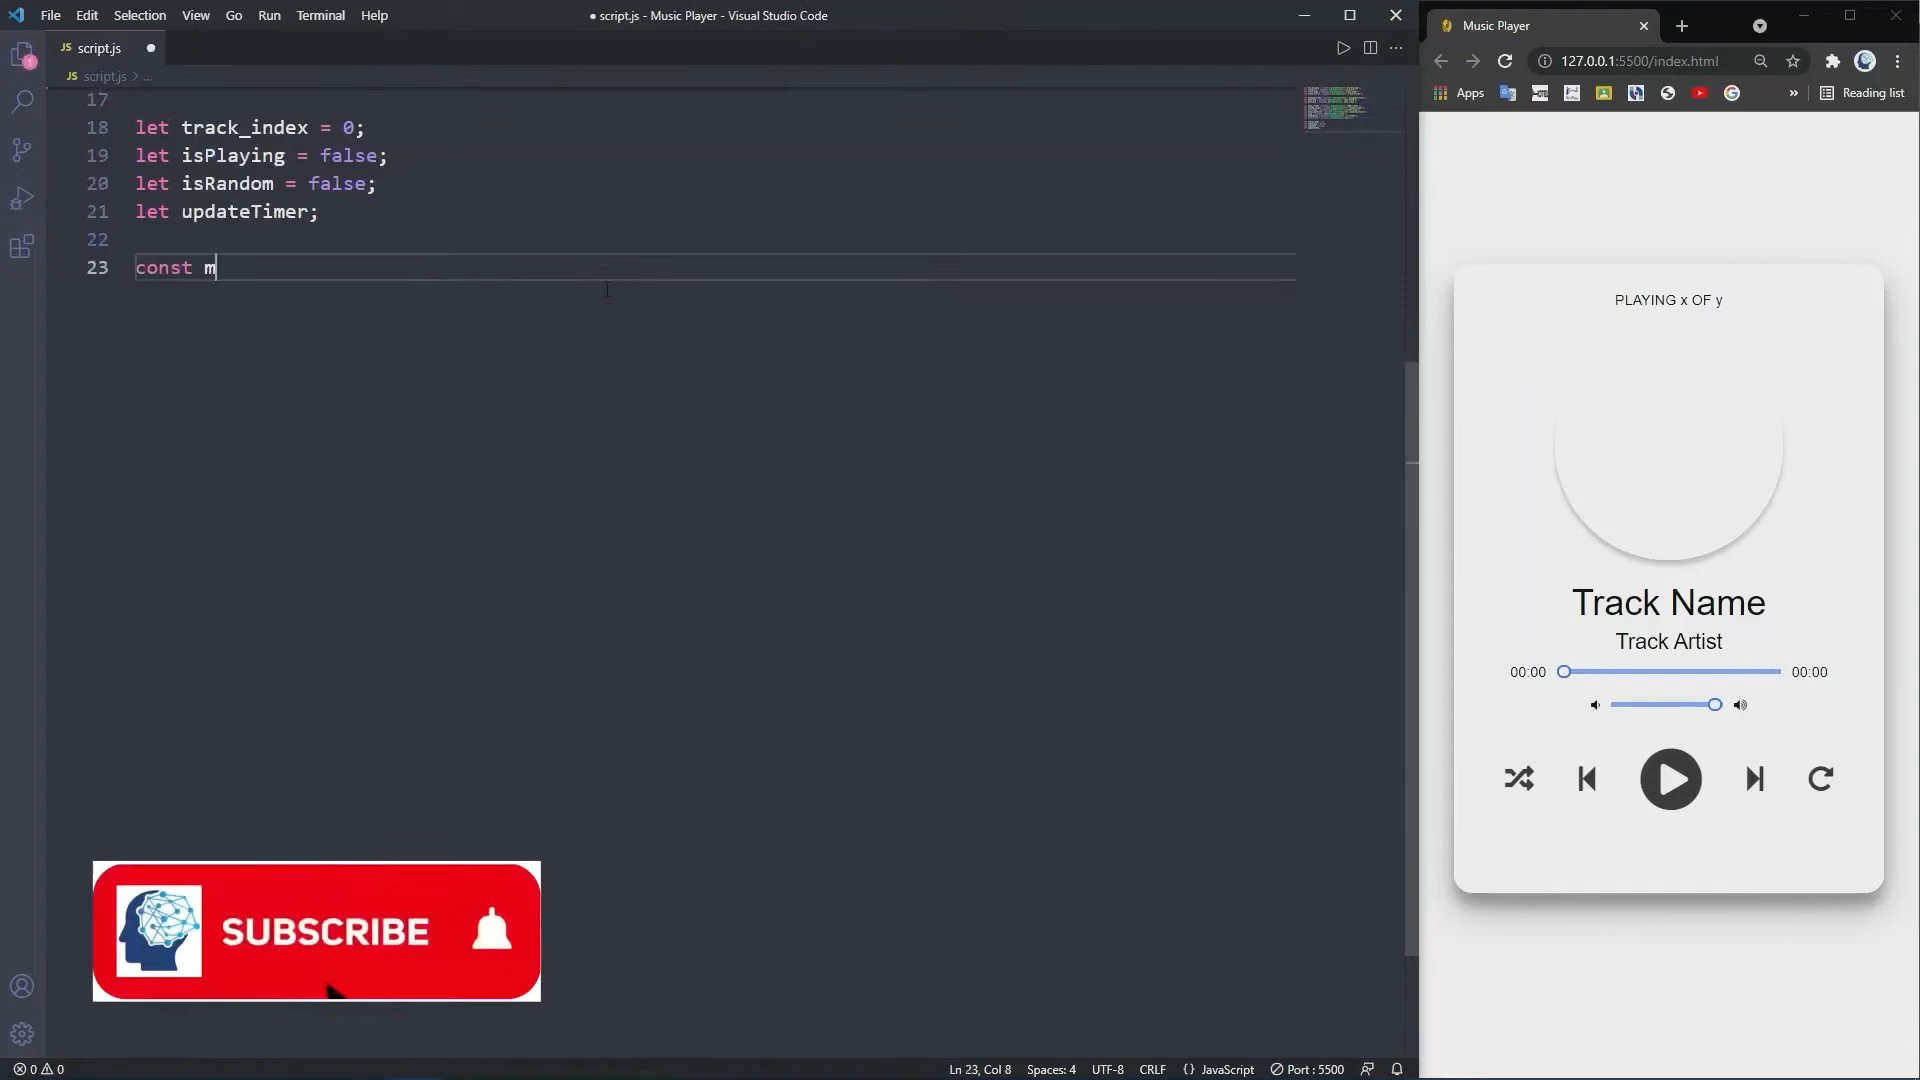 File Edit Selection View Go Run Terminal Help
● script.js - Music Player - Visual Studio Code
JS script.js ●
JS script.js > ...
17
18 let track_index = 0;
19 let isPlaying = false;
20 let isRandom = false;
21 let updateTimer;
22
23 const m
SUBSCRIBE
0 0
Ln 23, Col 8 Spaces: 4 UTF-8 CRLF {} JavaScript Port : 5500
1
Music Player
127.0.0.1:5500/index.html
Apps » Reading list
PLAYING x OF y
Track Name
Track Artist
00:00 00:00